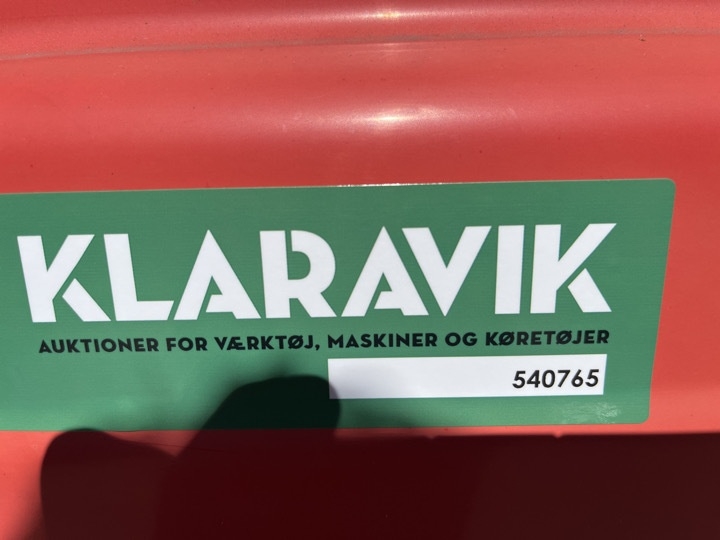 KLARAVIK
AUKTIONER FOR VÆRKTØJ, MASKINER OG KØRETØJER
540765